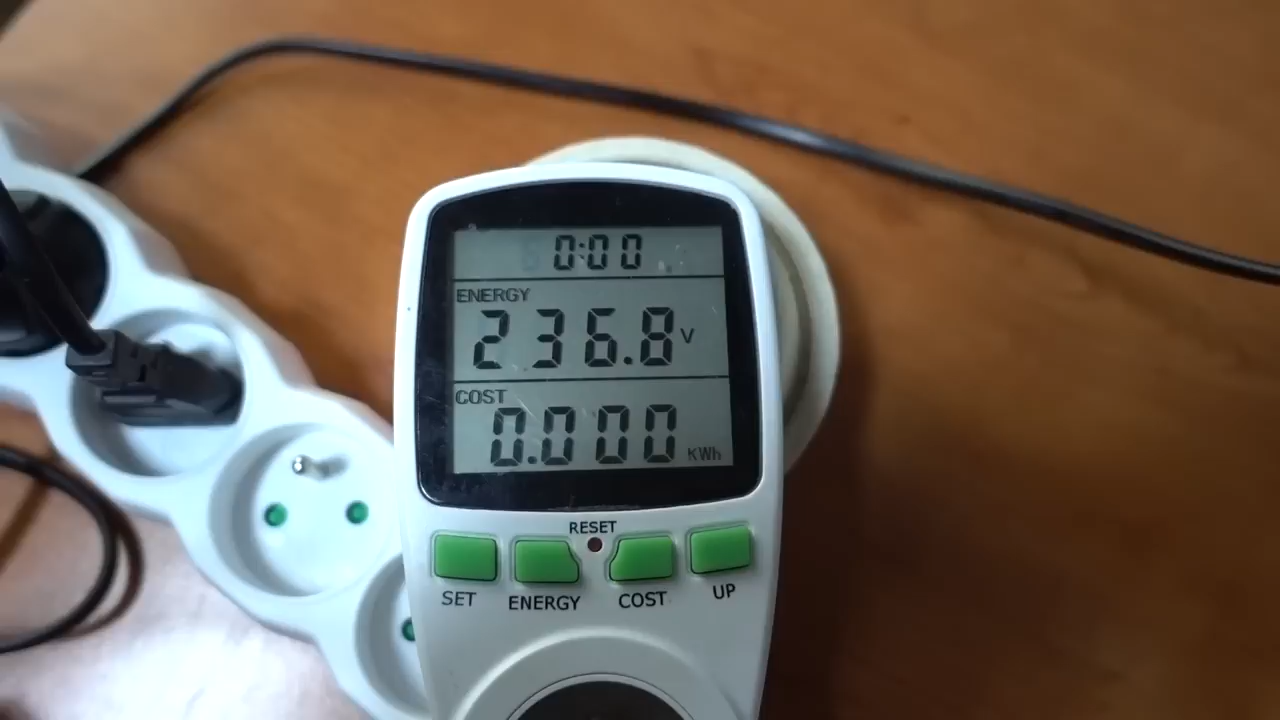 0:00
ENERGY
236.8 V
COST
0.000 KWh
RESET
SET ENERGY COST UP